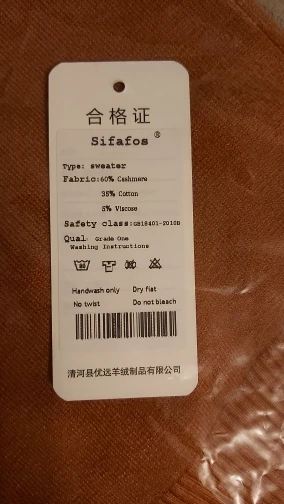 合格证
Sifafos®
Type: sweater
Fabric:60% Cashmere
35% Cotton
5% Viscose
Safety class:GB18401-2010B
Qual· Grade One
Washing Instructions
Handwash only Dry flat
No twist Do not bleach
清河县优远羊绒制品有限公司